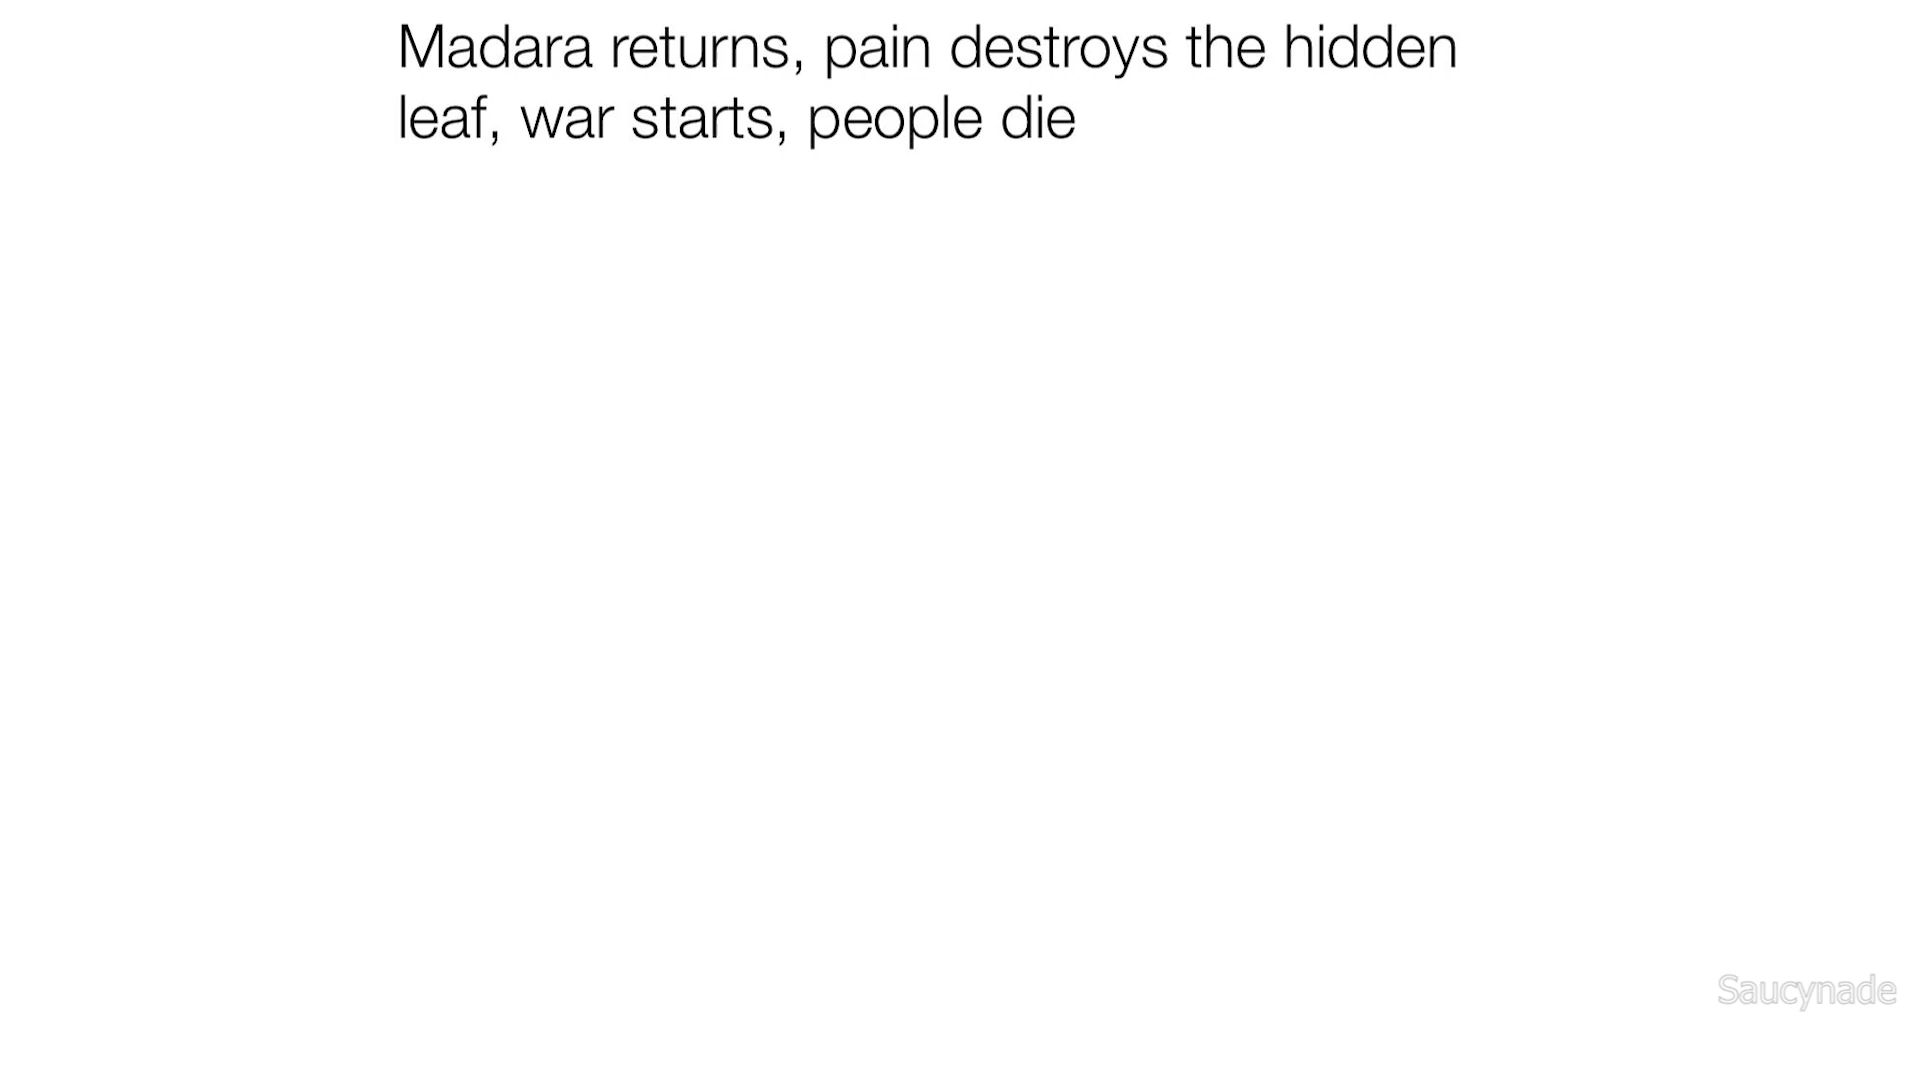 Madara returns, pain destroys the hidden
leaf, war starts, people die
Saucynade